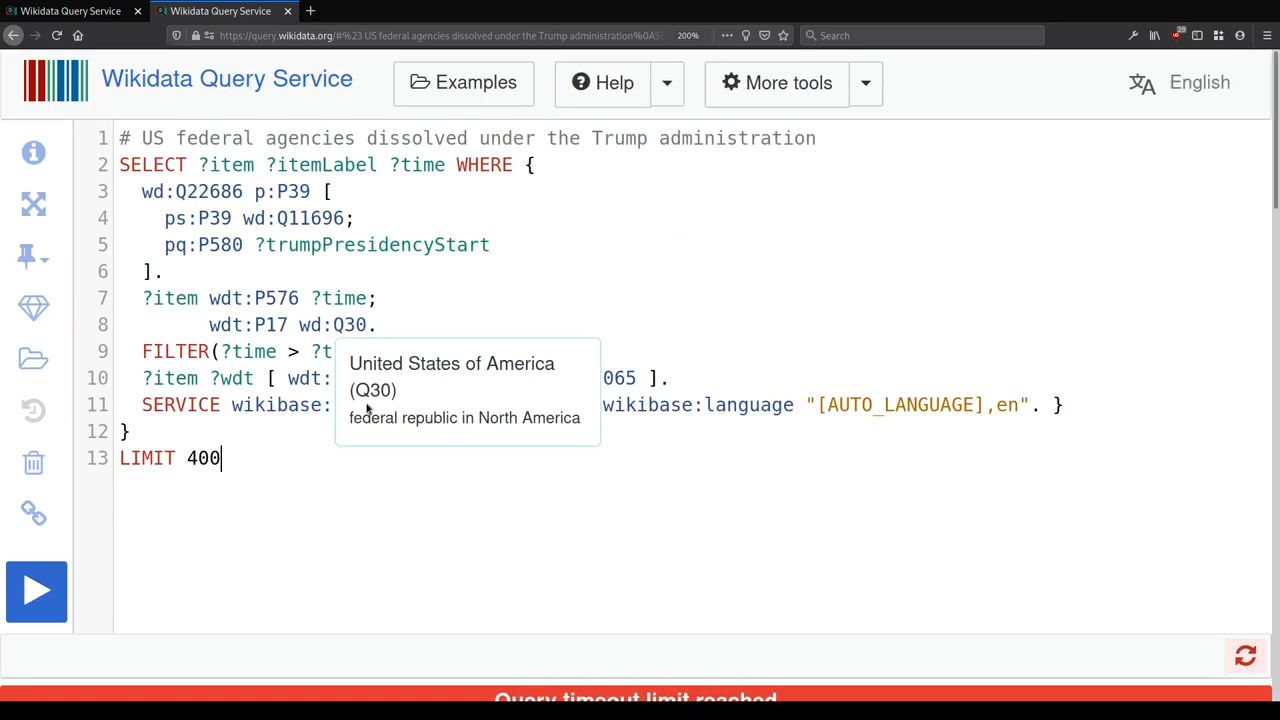 Wikidata Query Service
Wikidata Query Service
https://query.wikidata.org/#%23 US federal agencies dissolved under the Trump administration%0ASE
200%
Search
29
Wikidata Query Service
Examples
Help
More tools
English
1 # US federal agencies dissolved under the Trump administration
2 SELECT ?item ?itemLabel ?time WHERE {
3 wd:Q22686 p:P39 [
4 ps:P39 wd:Q11696;
5 pq:P580 ?trumpPresidencyStart
6 ].
7 ?item wdt:P576 ?time;
8 wdt:P17 wd:Q30.
9 FILTER(?time > ?t
10 ?item ?wdt [ wdt: 065 ].
11 SERVICE wikibase: wikibase:language "[AUTO_LANGUAGE],en". }
12 }
13 LIMIT 400
United States of America
(Q30)
federal republic in North America
Query timeout limit reached